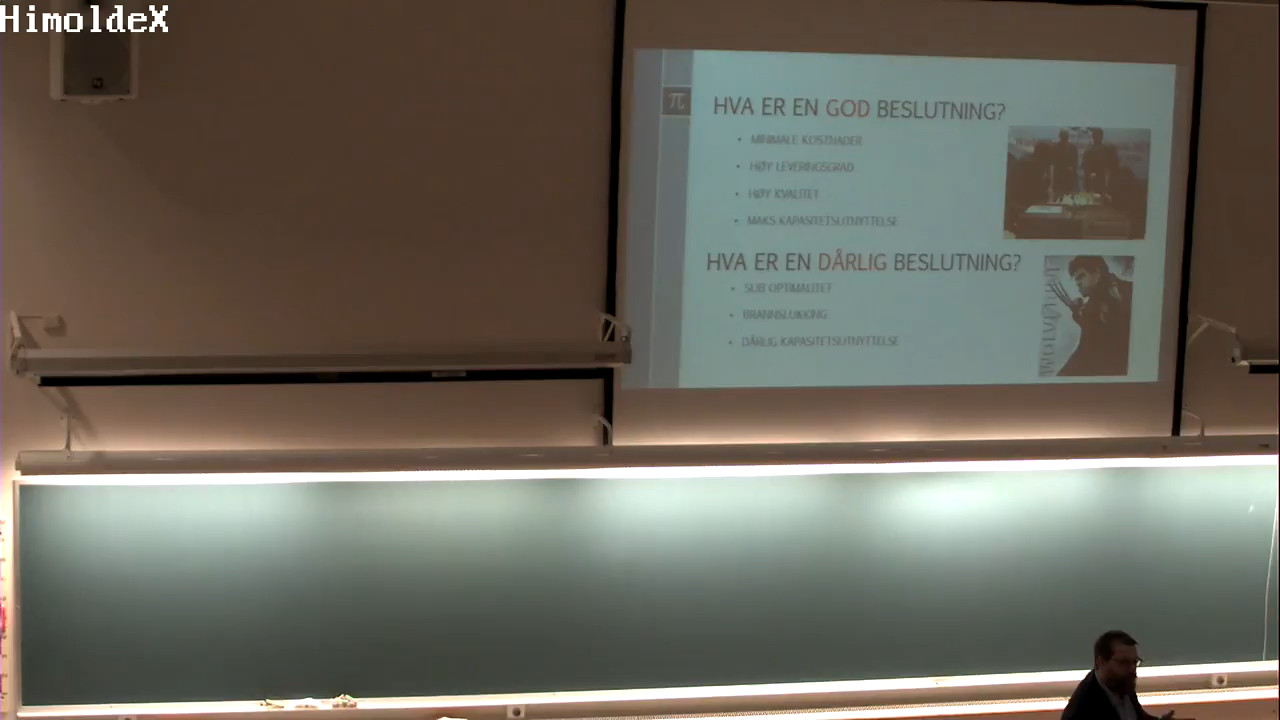 HimoldeX
π
HVA ER EN GOD BESLUTNING?
• MINIMALE KOSTNADER
• HØY LEVERINGSGRAD
• HØY KVALITET
• MAKS KAPASITETSUTNYTTELSE
HVA ER EN DÅRLIG BESLUTNING?
• SUB OPTIMALITET
• BRANNSLUKKING
• DÅRLIG KAPASITETSUTNYTTELSE